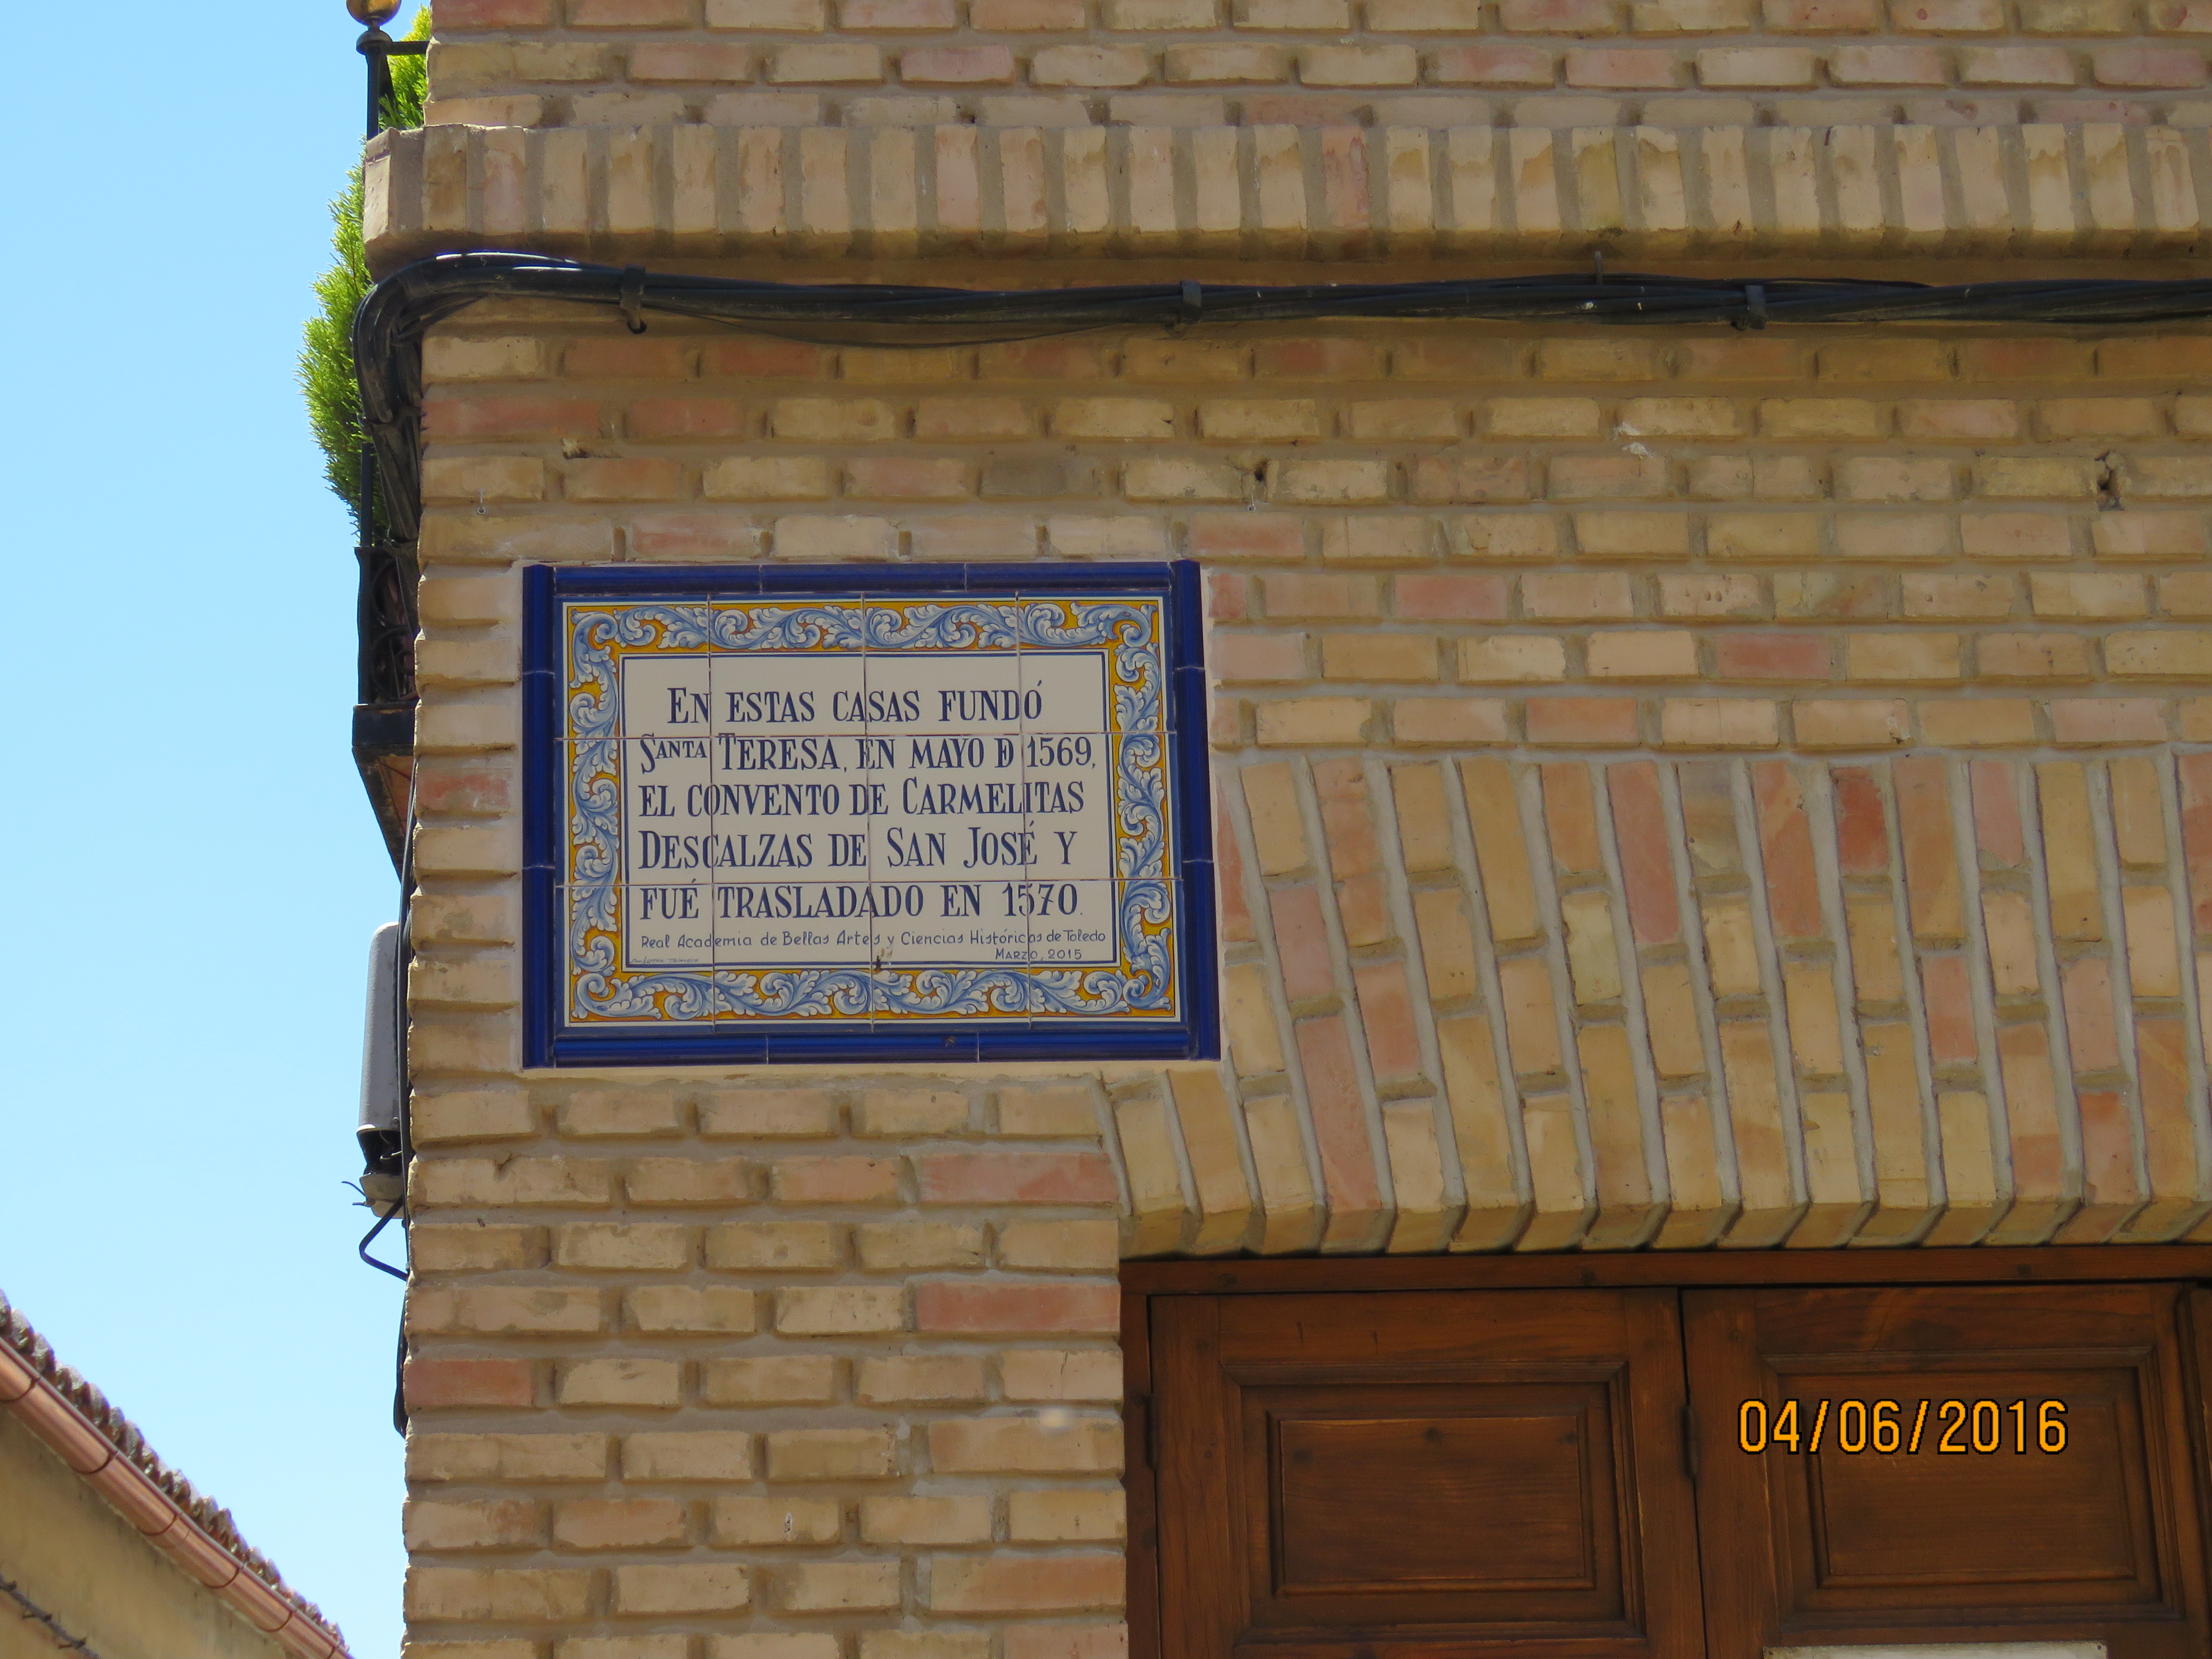 EN ESTAS CASAS FUNDÓ
SANTA TERESA, EN MAYO Đ 1569,
EL CONVENTO DE CARMELITAS
DESCALZAS DE SAN JOSÉ Y
FUÉ TRASLADADO EN 1570.
Real Academia de Bellas Artes y Ciencias Históricas de Toledo
MARZO, 2015
04/06/2016